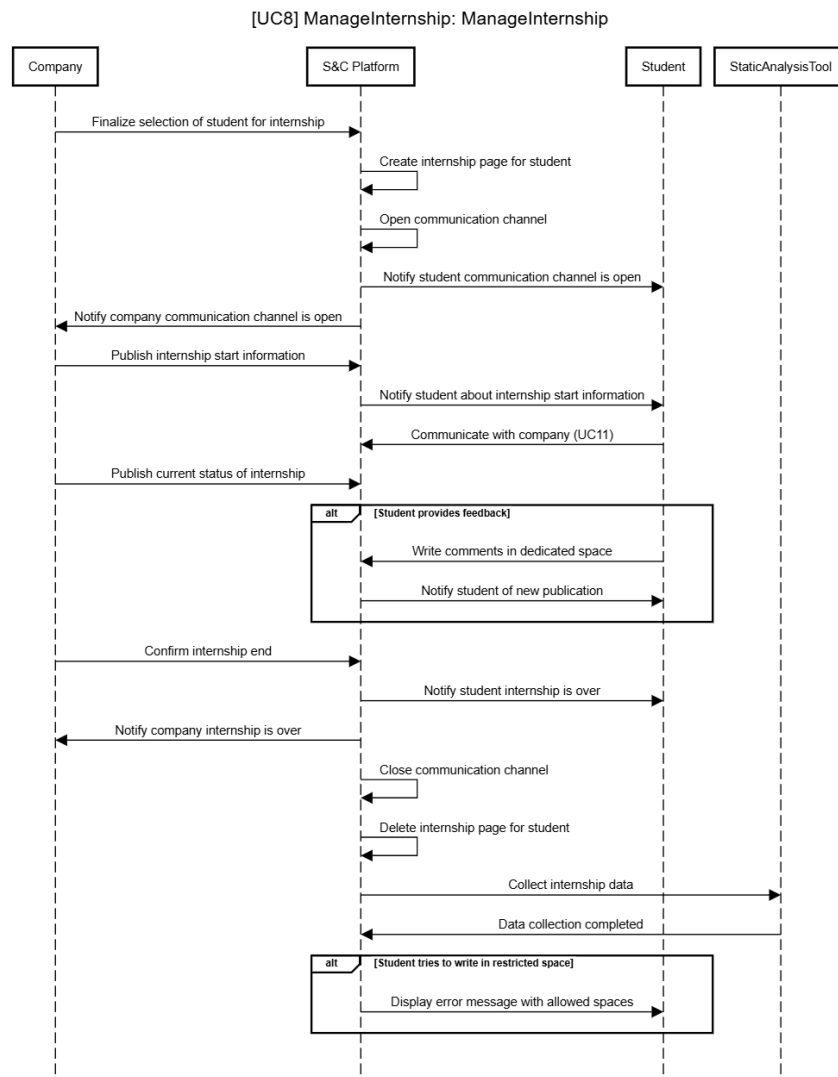 [UC8] ManageInternship: ManageInternship
Company
S&C Platform
Student
StaticAnalysisTool
Finalize selection of student for internship
Create internship page for student
Open communication channel
Notify student communication channel is open
Notify company communication channel is open
Publish internship start information
Notify student about internship start information
Communicate with company (UC11)
Publish current status of internship
alt
[Student provides feedback]
Write comments in dedicated space
Notify student of new publication
Confirm internship end
Notify student internship is over
Notify company internship is over
Close communication channel
Delete internship page for student
Collect internship data
Data collection completed
alt
[Student tries to write in restricted space]
Display error message with allowed spaces